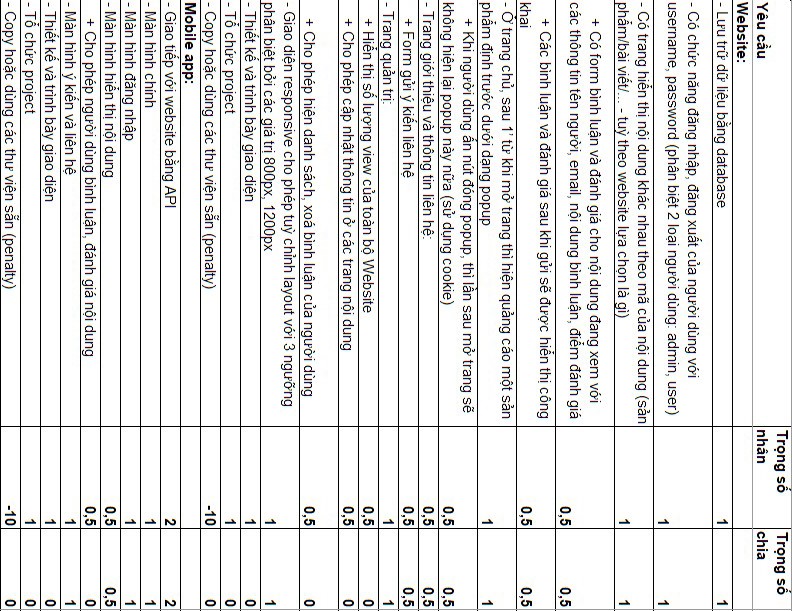 Yêu cầu Trọng số nhân Trọng số chia
Website:
- Lưu trữ dữ liệu bằng database 1 1
- Có chức năng đăng nhập, đăng xuất của người dùng với
username, password (phân biệt 2 loại người dùng: admin, user) 1 1
- Có trang hiển thị nội dung khác nhau theo mã của nội dung (sản
phẩm/bài viết/... - tuỳ theo website lựa chọn là gì) 1 1
+ Có form bình luận và đánh giá cho nội dung đang xem với
các thông tin tên người, email, nội dung bình luận, điểm đánh giá 0,5 0,5
+ Các bình luận và đánh giá sau khi gửi sẽ được hiển thị công
khai 0,5 0,5
- Ở trang chủ, sau 1' từ khi mở trang thì hiện quảng cáo một sản
phẩm định trước dưới dạng popup 1 1
+ Khi người dùng ấn nút đóng popup, thì lần sau mở trang sẽ
không hiện lại popup này nữa (sử dụng cookie) 0,5 0,5
- Trang giới thiệu và thông tin liên hệ: 0,5 0,5
+ Form gửi ý kiến liên hệ 0,5 0,5
- Trang quản trị: 1 1
+ Hiển thị số lượng view của toàn bộ Website 0,5 0
+ Cho phép cập nhật thông tin ở các trang nội dung 0,5 0
+ Cho phép hiện danh sách, xoá bình luận của người dùng 0,5 0
- Giao diện responsive cho phép tuỳ chỉnh layout với 3 ngưỡng
phân biệt bởi các giá trị 800px, 1200px 1 1
- Thiết kế và trình bày giao diện 1 0
- Tổ chức project 1 0
- Copy hoặc dùng các thư viện sẵn (penalty) -10 0
Mobile app:
- Giao tiếp với website bằng API 2 2
- Màn hình chính 1 1
- Màn hình đăng nhập 1 1
- Màn hình hiển thị nội dung 0,5 0,5
+ Cho phép người dùng bình luận, đánh giá nội dung 0,5 0
- Màn hình ý kiến và liên hệ 1 1
- Thiết kế và trình bày giao diện 1 0
- Tổ chức project 1 0
- Copy hoặc dùng các thư viện sẵn (penalty) -10 0